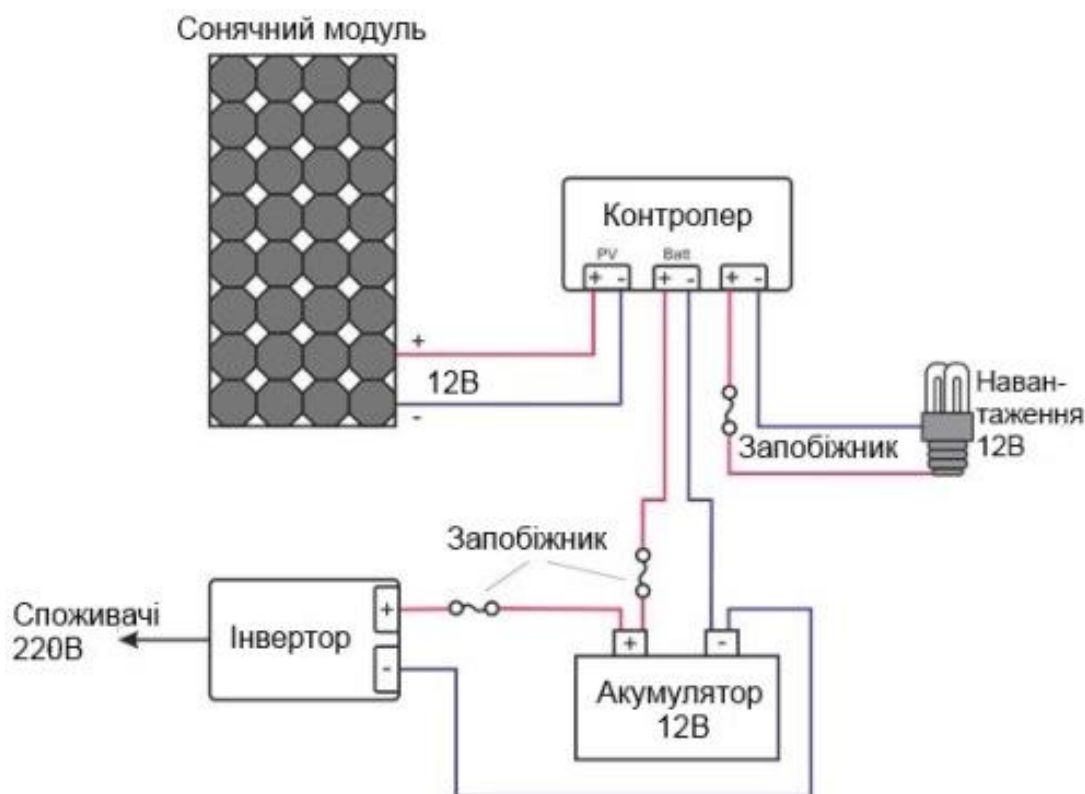 Сонячний модуль
Контролер
PV
Batt
+ -
+ -
+ -
+
12В
-
Наван-
таження
12В
Запобіжник
Запобіжник
Споживачі
220В
Інвертор
+
-
+
-
Акумулятор
12В